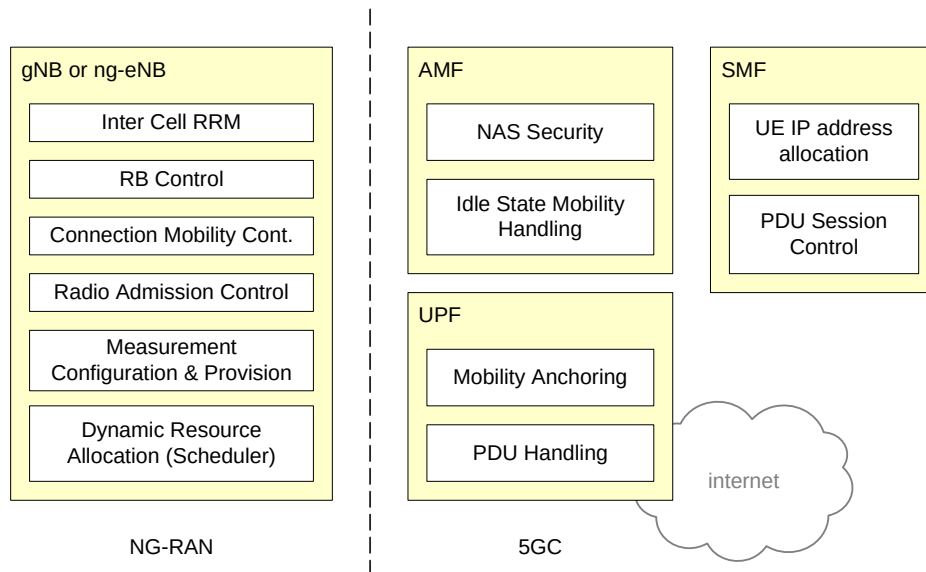 gNB or ng-eNB
Inter Cell RRM
RB Control
Connection Mobility Cont.
Radio Admission Control
Measurement
Configuration & Provision
Dynamic Resource
Allocation (Scheduler)
NG-RAN
AMF
NAS Security
Idle State Mobility
Handling
SMF
UE IP address
allocation
PDU Session
Control
UPF
Mobility Anchoring
PDU Handling
internet
5GC